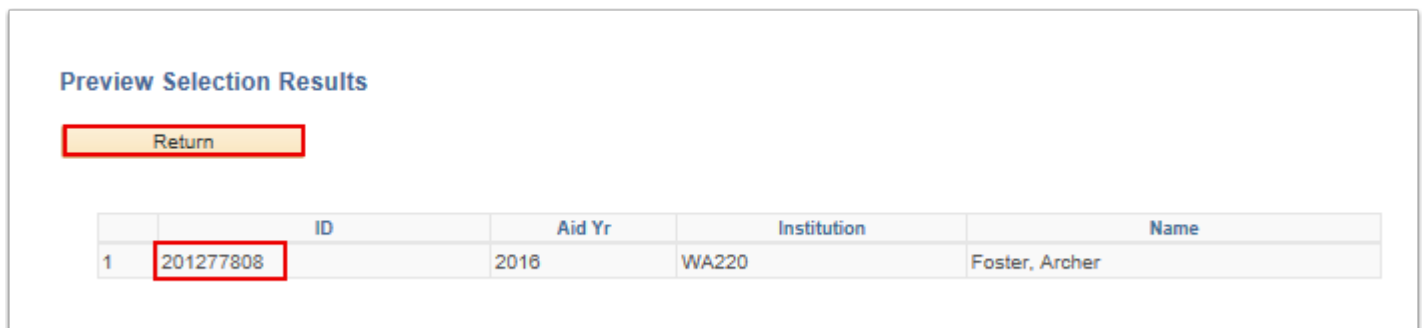 Preview Selection Results
Return
ID Aid Yr Institution Name
1 201277808 2016 WA220 Foster, Archer